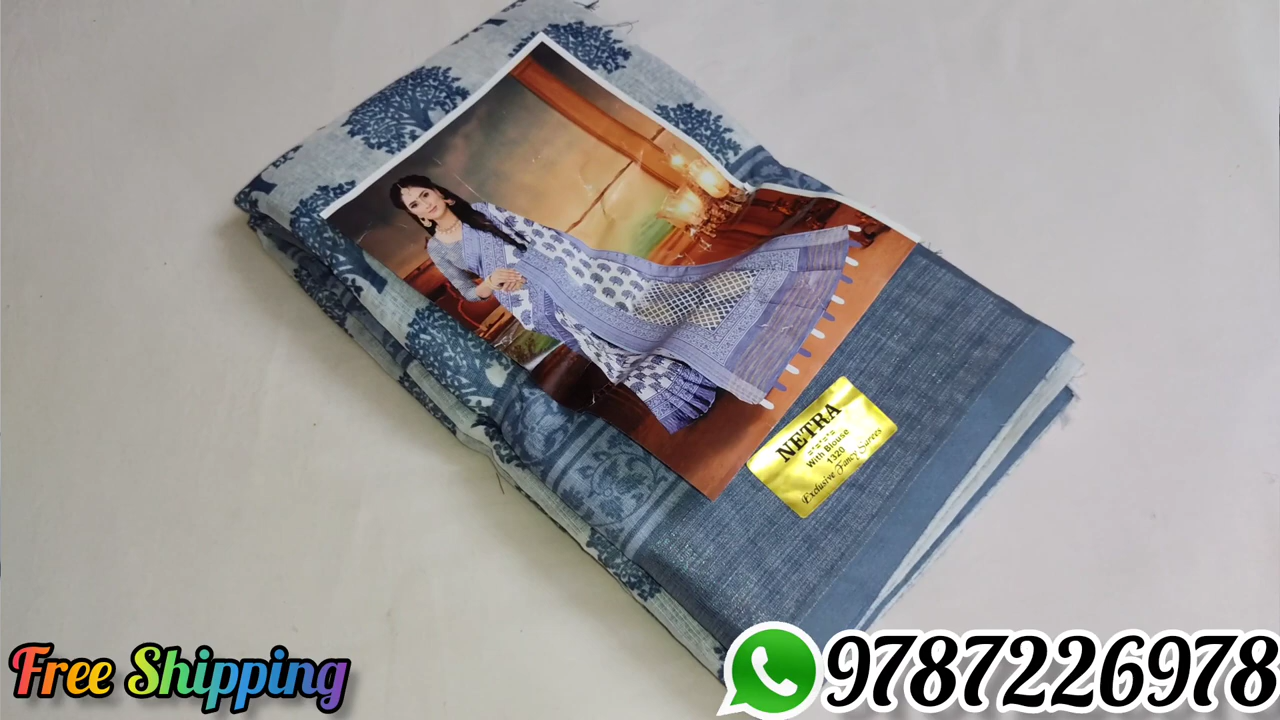 NETRA
=*=*=*=
With Blouse
1320
Exclusive Fancy Sarees
Free Shipping
9787226978